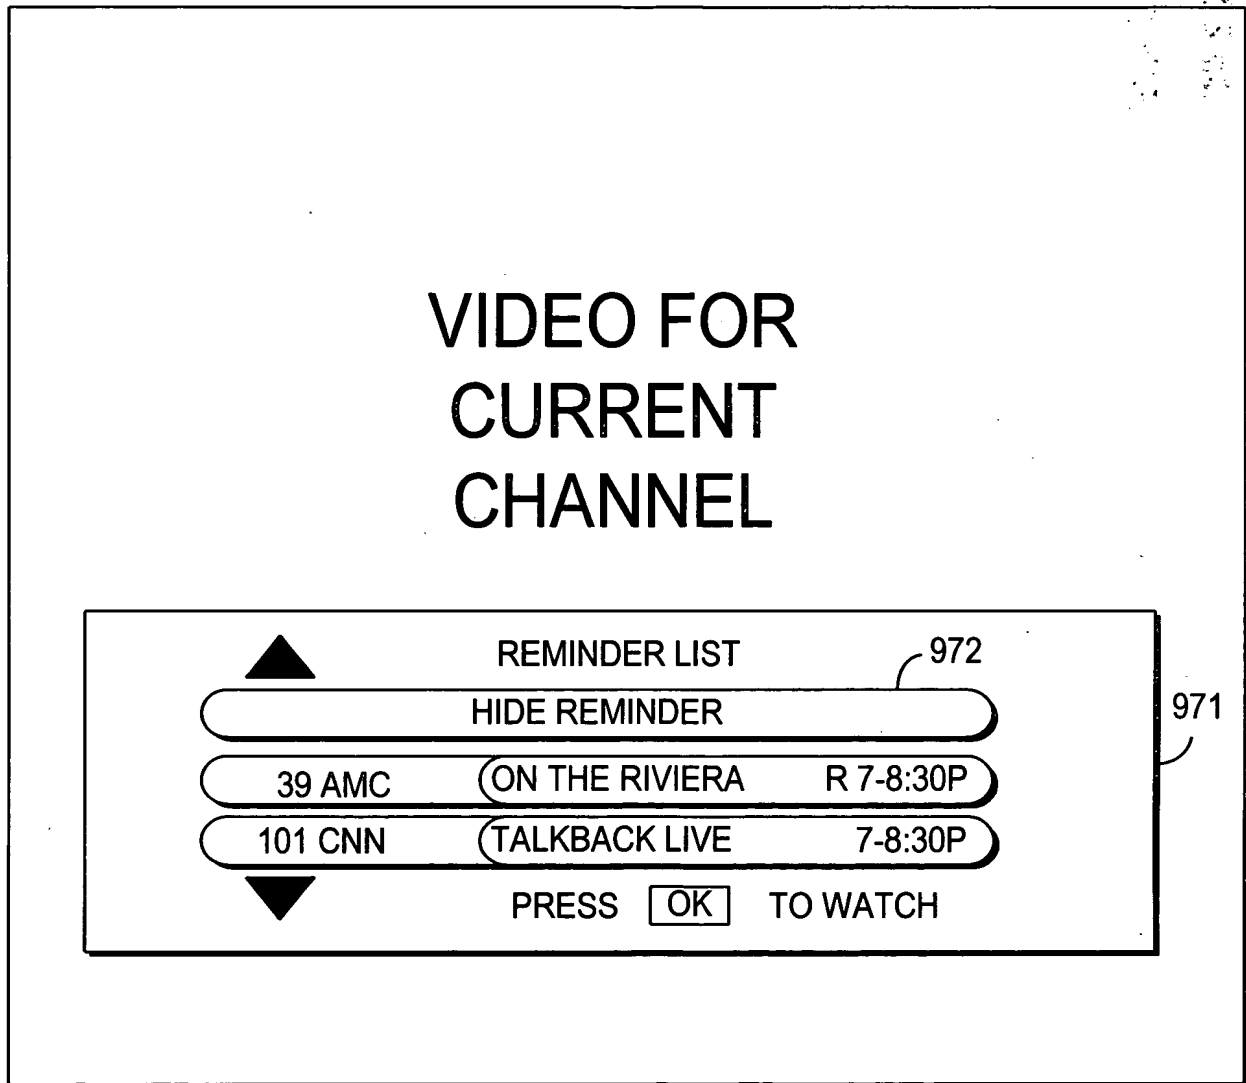 VIDEO FOR
CURRENT
CHANNEL
REMINDER LIST
972
HIDE REMINDER
971
39 AMC ON THE RIVIERA R 7-8:30P
101 CNN TALKBACK LIVE 7-8:30P
PRESS OK TO WATCH